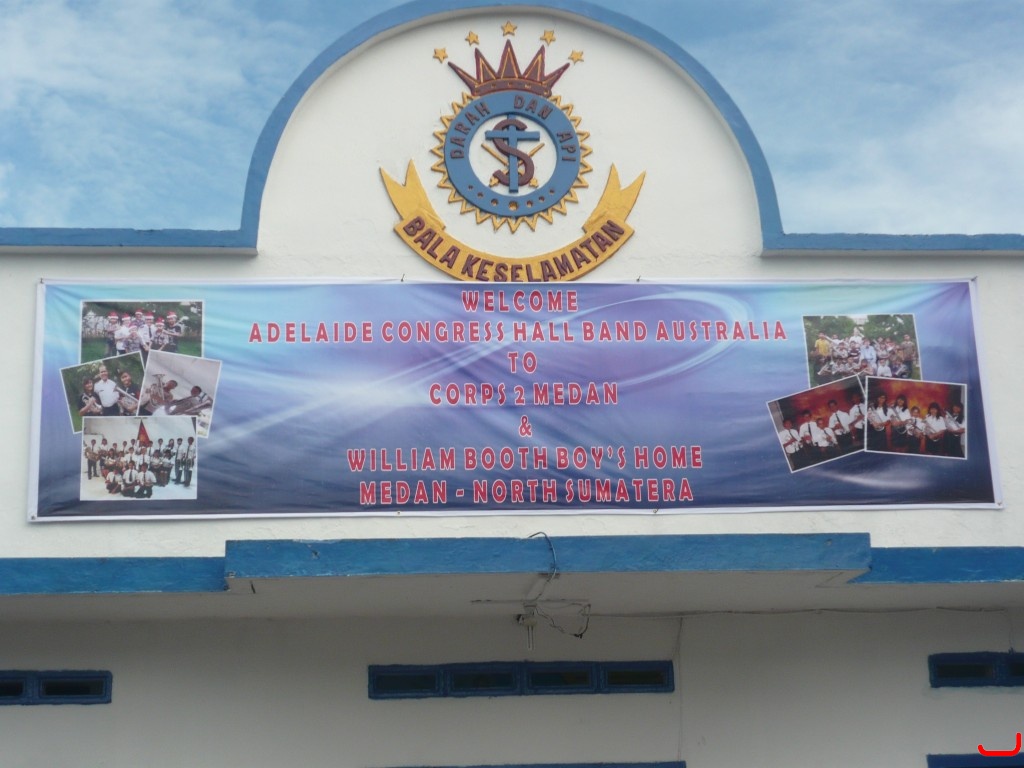 DARAH DAN API
S
BALA KESELAMATAN
WELCOME
ADELAIDE CONGRESS HALL BAND AUSTRALIA
TO
CORPS 2 MEDAN
&
WILLIAM BOOTH BOY'S HOME
MEDAN - NORTH SUMATERA